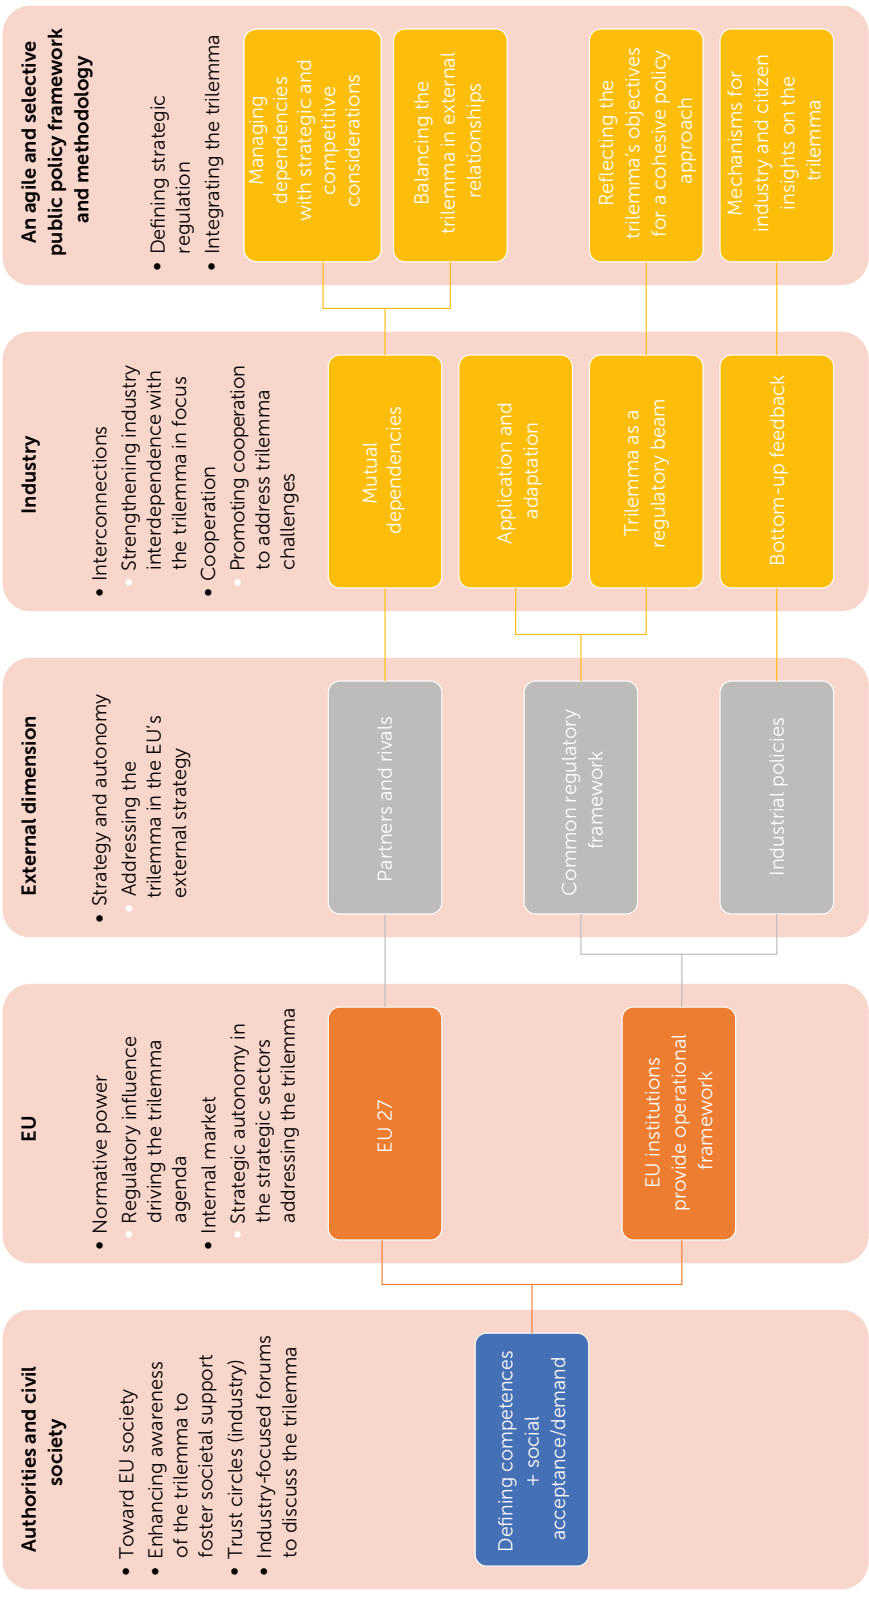 Authorities and civil
society
• Toward EU society
• Enhancing awareness
of the trilemma to
foster societal support
• Trust circles (industry)
• Industry-focused forums
to discuss the trilemma
Defining competences
+ social
acceptance/demand
EU
• Normative power
• Regulatory influence
driving the trilemma
agenda
• Internal market
• Strategic autonomy in
the strategic sectors
addressing the trilemma
EU 27
EU institutions
provide operational
framework
External dimension
• Strategy and autonomy
• Addressing the
trilemma in the EU's
external strategy
Partners and rivals
Common regulatory
framework
Industrial policies
Industry
• Interconnections
• Strengthening industry
interdependence with
the trilemma in focus
• Cooperation
• Promoting cooperation
to address trilemma
challenges
Mutual
dependencies
Application and
adaptation
Trilemma as a
regulatory beam
Bottom-up feedback
An agile and selective
public policy framework
and methodology
• Defining strategic
regulation
• Integrating the trilemma
Managing
dependencies
with strategic and
competitive
considerations
Balancing the
trilemma in external
relationships
Reflecting the
trilemma's objectives
for a cohesive policy
approach
Mechanisms for
industry and citizen
insights on the
trilemma